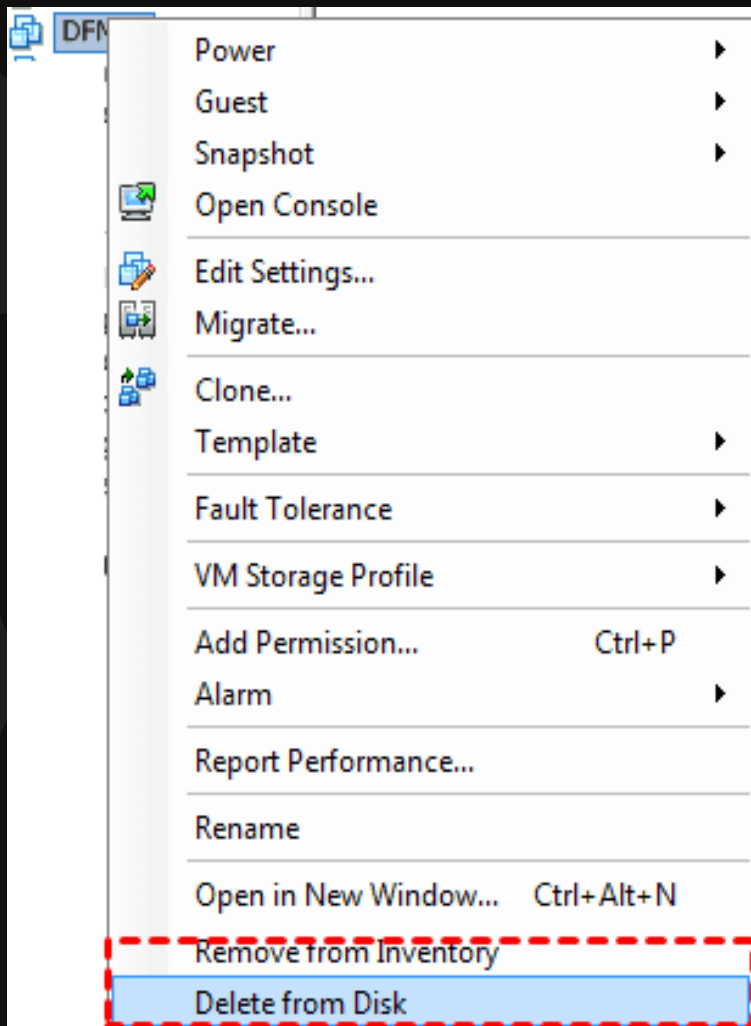 DFM
Power
Guest
Snapshot
Open Console
Edit Settings...
Migrate...
Clone...
Template
Fault Tolerance
VM Storage Profile
Add Permission... Ctrl+P
Alarm
Report Performance...
Rename
Open in New Window... Ctrl+Alt+N
Remove from Inventory
Delete from Disk